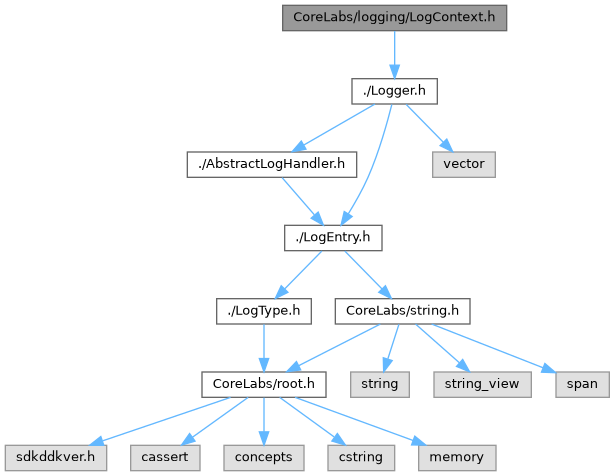 CoreLabs/logging/LogContext.h
./Logger.h
./AbstractLogHandler.h
vector
./LogEntry.h
./LogType.h
CoreLabs/string.h
CoreLabs/root.h
string
string_view
span
sdkddkver.h
cassert
concepts
cstring
memory